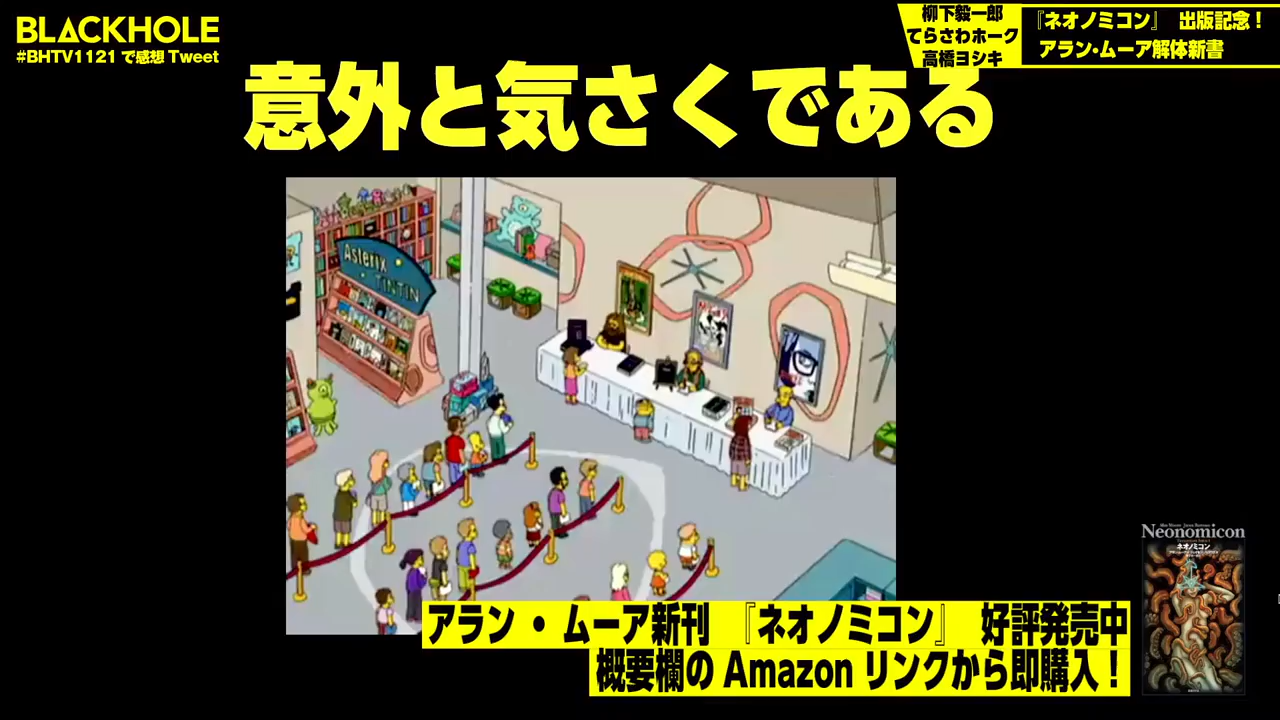 BLACKHOLE
#BHTV1121 で感想 Tweet
柳下毅一郎
てらさわホーク
高橋ヨシキ
『ネオノミコン』 出版記念！
アラン・ムーア解体新書
意外と気さくである
Asterix
TINTIN
アラン・ムーア新刊 『ネオノミコン』 好評発売中
概要欄の Amazon リンクから即購入！
Neonomicon
ネオノミコン